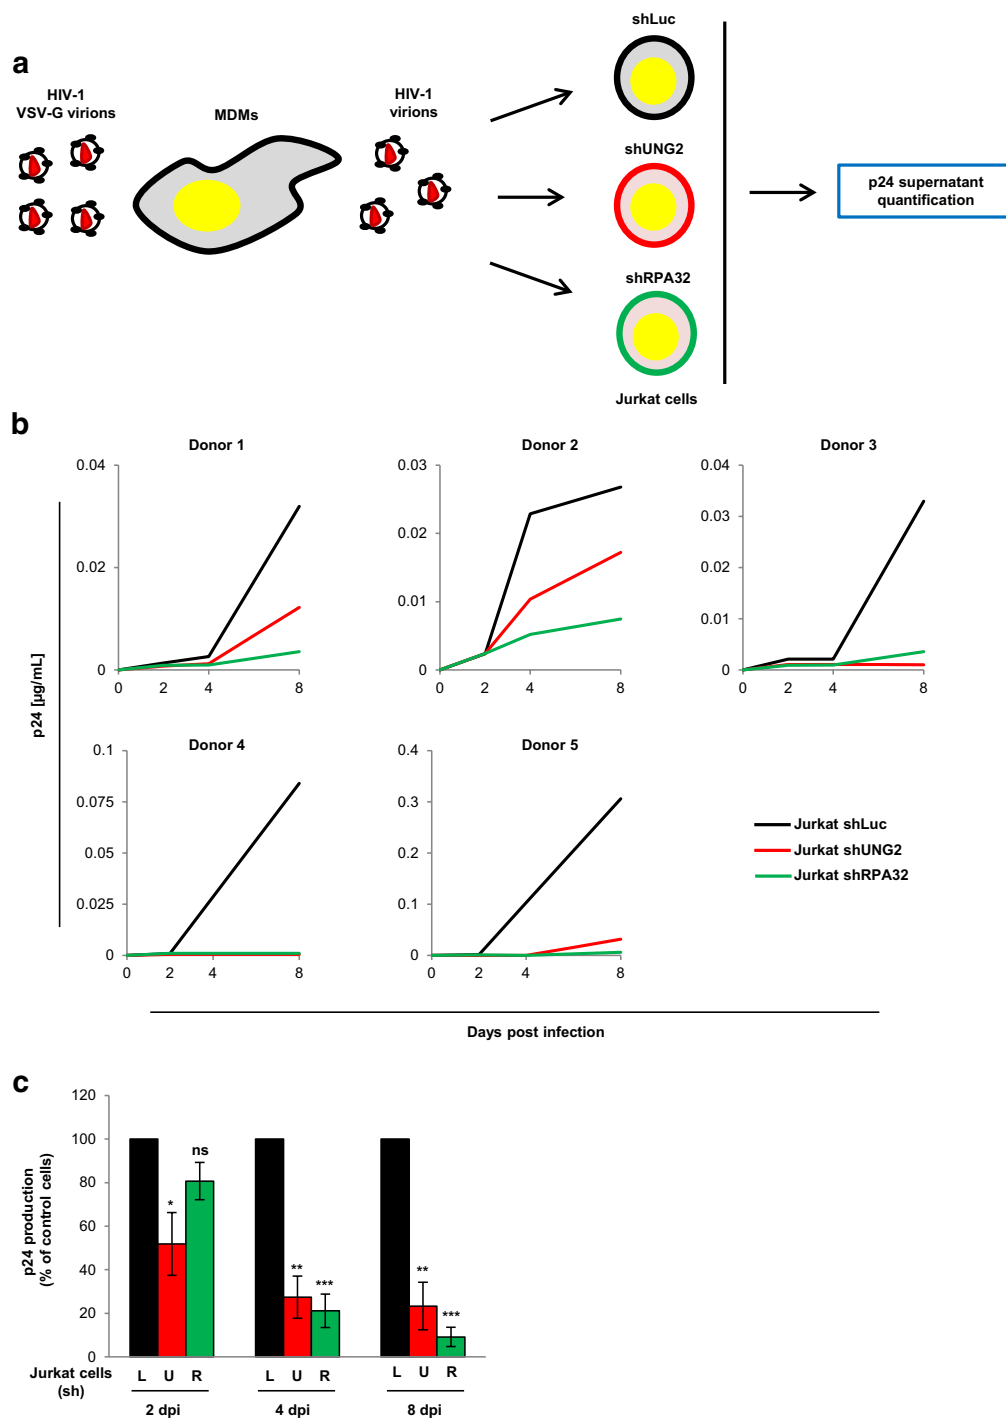 a
HIV-1
VSV-G virions
MDMs
HIV-1
virions
shLuc
shUNG2
shRPA32
Jurkat cells
p24 supernatant
quantification
b
p24 [µg/mL]
Donor 1
0.04
0.02
0
0 2 4 8
Donor 2
0.03
0.02
0.01
0
0 2 4 8
Donor 3
0.04
0.03
0.02
0.01
0
0 2 4 8
Donor 4
0.1
0.075
0.05
0.025
0
0 2 4 8
Donor 5
0.4
0.3
0.2
0.1
0
0 2 4 8
Jurkat shLuc
Jurkat shUNG2
Jurkat shRPA32
Days post infection
c
p24 production
(% of control cells)
120
100
80
60
40
20
0
* ns
** ***
** ***
Jurkat cells
(sh)
L U R L U R L U R
2 dpi 4 dpi 8 dpi